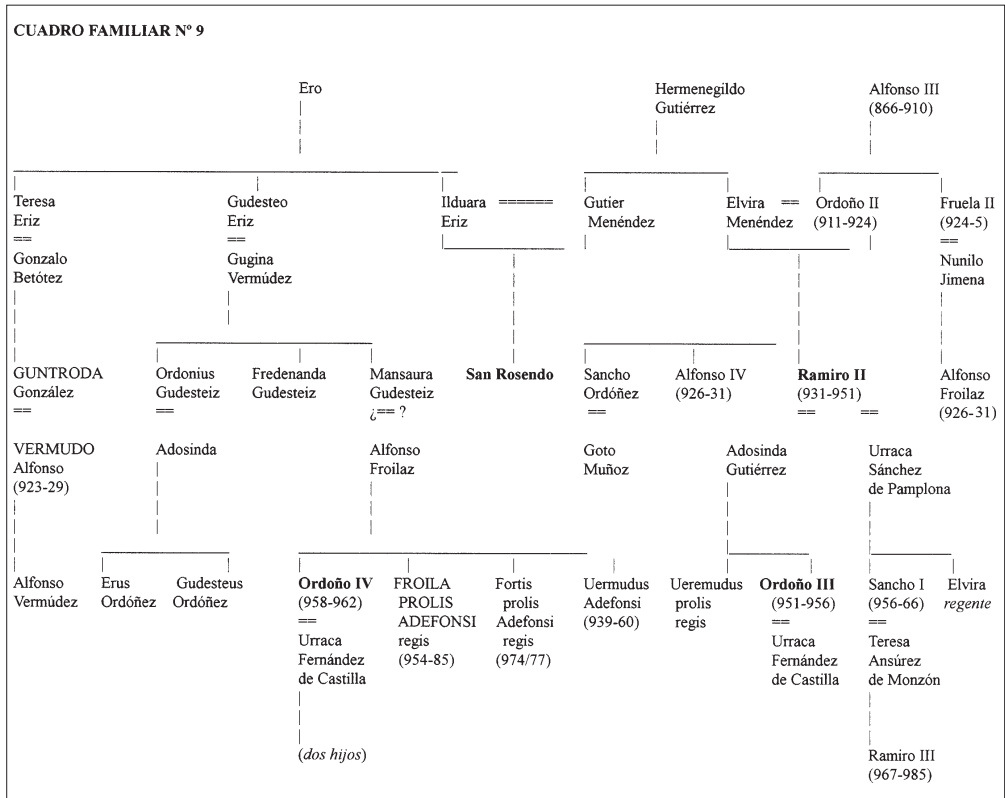 CUADRO FAMILIAR Nº 9
Ero
Hermenegildo
Gutiérrez
Alfonso III
(866-910)
Teresa
Eriz
==
Gonzalo
Betótez
Gudesteo
Eriz
==
Gugina
Vermúdez
Ilduara ======
Eriz
Gutier
Menéndez
Elvira ==
Menéndez
Ordoño II
(911-924)
Fruela II
(924-5)
==
Nunilo
Jimena
GUNTRODA
González
==
VERMUDO
Alfonso
(923-29)
Ordonius
Gudesteiz
==
Adosinda
Fredenanda
Gudesteiz
Mansaura
Gudesteiz
¿== ?
Alfonso
Froilaz
San Rosendo
Sancho
Ordóñez
==
Goto
Muñoz
Alfonso IV
(926-31)
Ramiro II
(931-951)
== ==
Adosinda
Gutiérrez
Urraca
Sánchez
de Pamplona
Alfonso
Froilaz
(926-31)
Alfonso
Vermúdez
Erus
Ordóñez
Gudesteus
Ordóñez
Ordoño IV
(958-962)
==
Urraca
Fernández
de Castilla
(dos hijos)
FROILA
PROLIS
ADEFONSI
regis
(954-85)
Fortis
prolis
Adefonsi
regis
(974/77)
Uermudus
Adefonsi
(939-60)
Ueremudus
prolis
regis
Ordoño III
(951-956)
==
Urraca
Fernández
de Castilla
Sancho I
(956-66)
==
Teresa
Ansúrez
de Monzón
Ramiro III
(967-985)
Elvira
regente